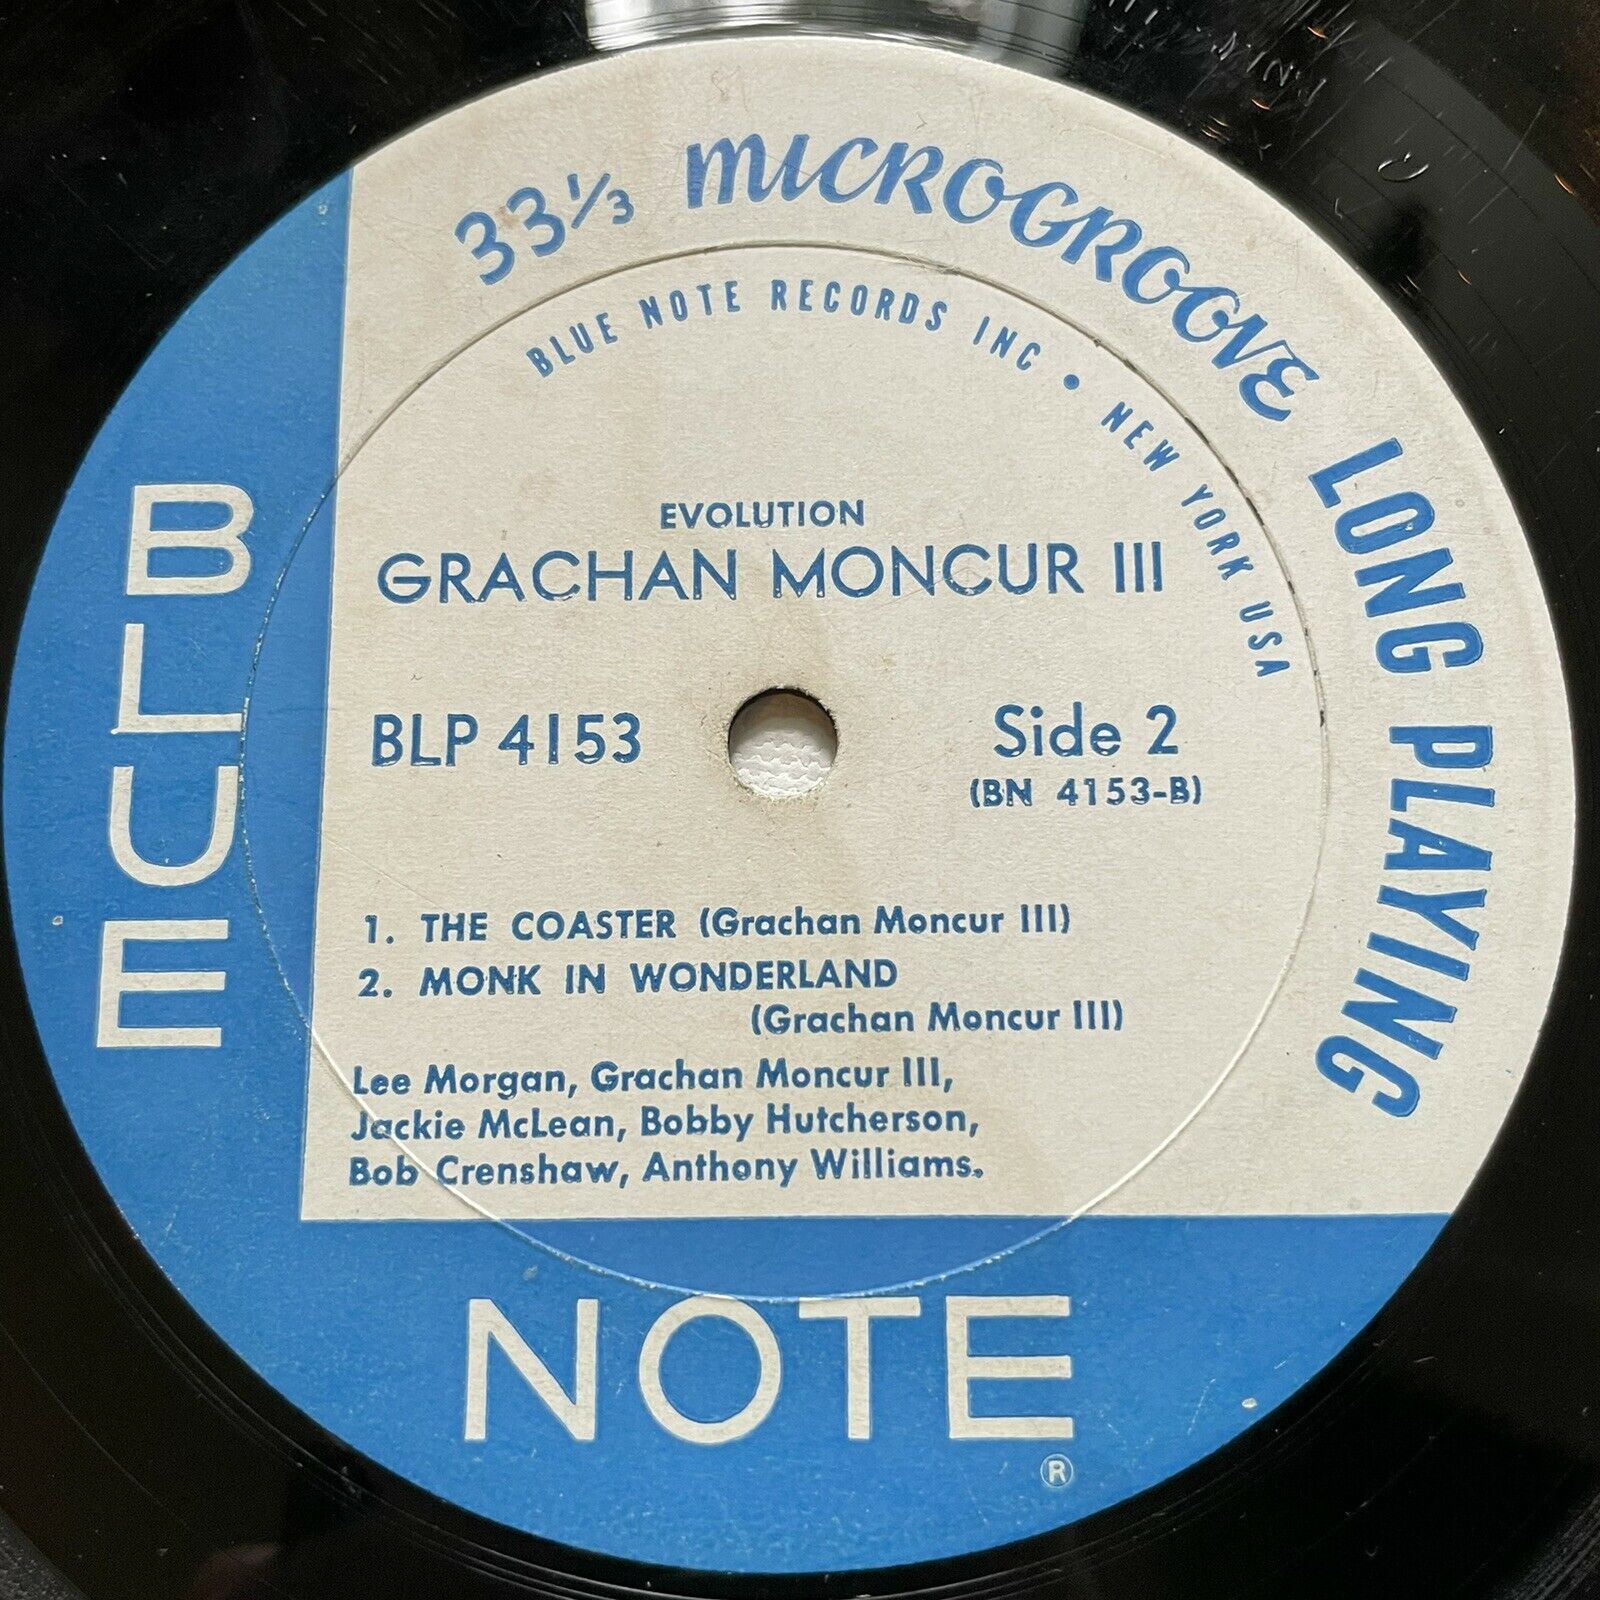 33⅓ MICROGROOVE LONG PLAYING
BLUE NOTE RECORDS INC • NEW YORK USA
EVOLUTION
GRACHAN MONCUR III
BLP 4153
Side 2
(BN 4153-B)
1. THE COASTER (Grachan Moncur III)
2. MONK IN WONDERLAND
(Grachan Moncur III)
Lee Morgan, Grachan Moncur III,
Jackie McLean, Bobby Hutcherson,
Bob Crenshaw, Anthony Williams.
BLUE
NOTE
®